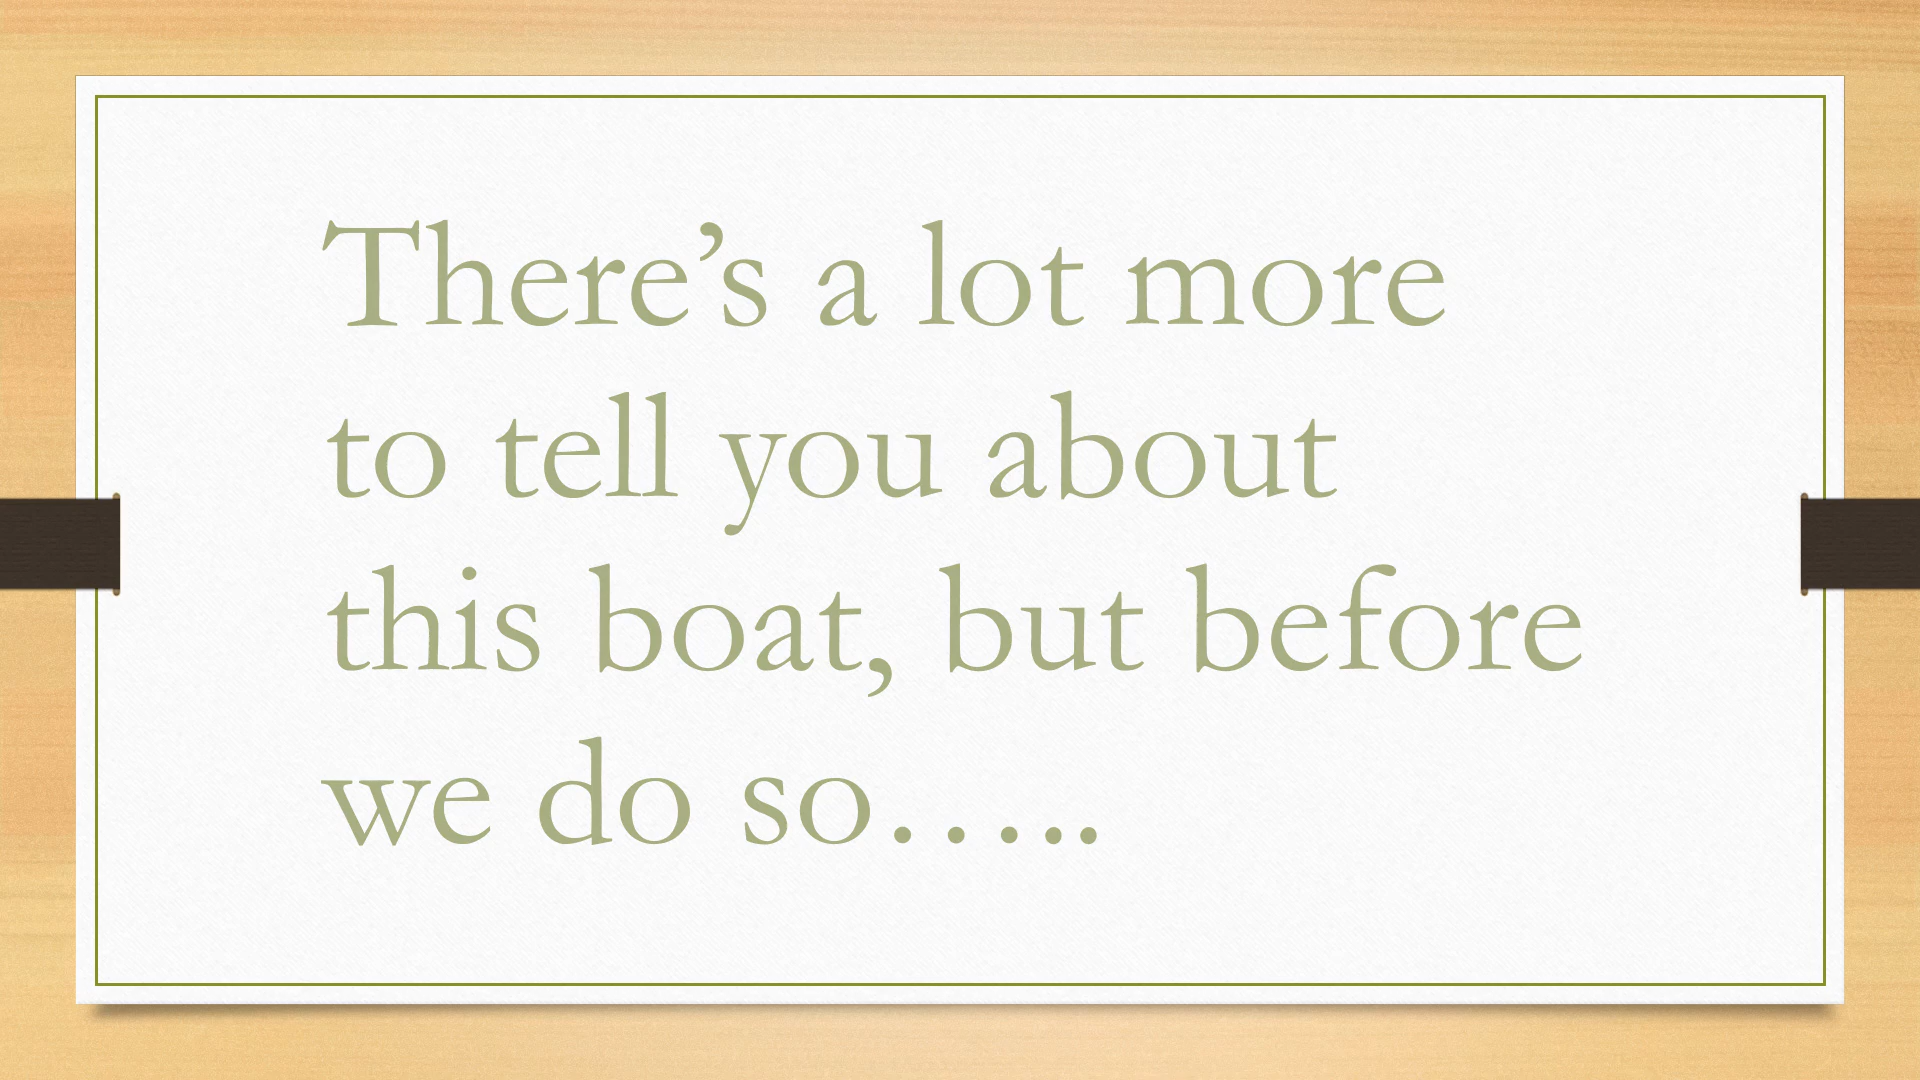 There’s a lot more
to tell you about
this boat, but before
we do so…..